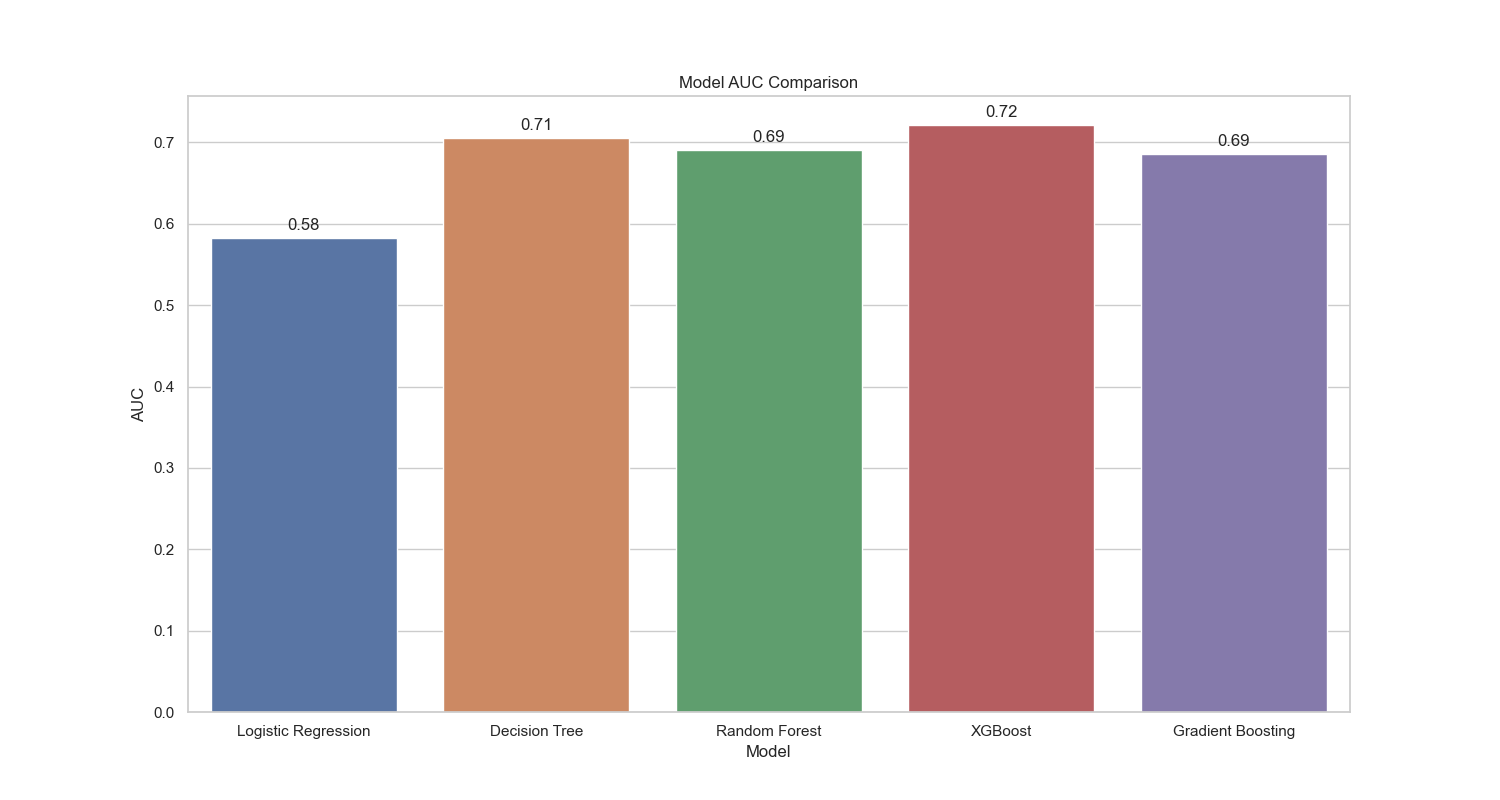 Model AUC Comparison
0.72
0.71
0.69
0.69
0.58
0.7
0.6
0.5
0.4
0.3
0.2
0.1
0.0
AUC
Logistic Regression
Decision Tree
Random Forest
XGBoost
Gradient Boosting
Model